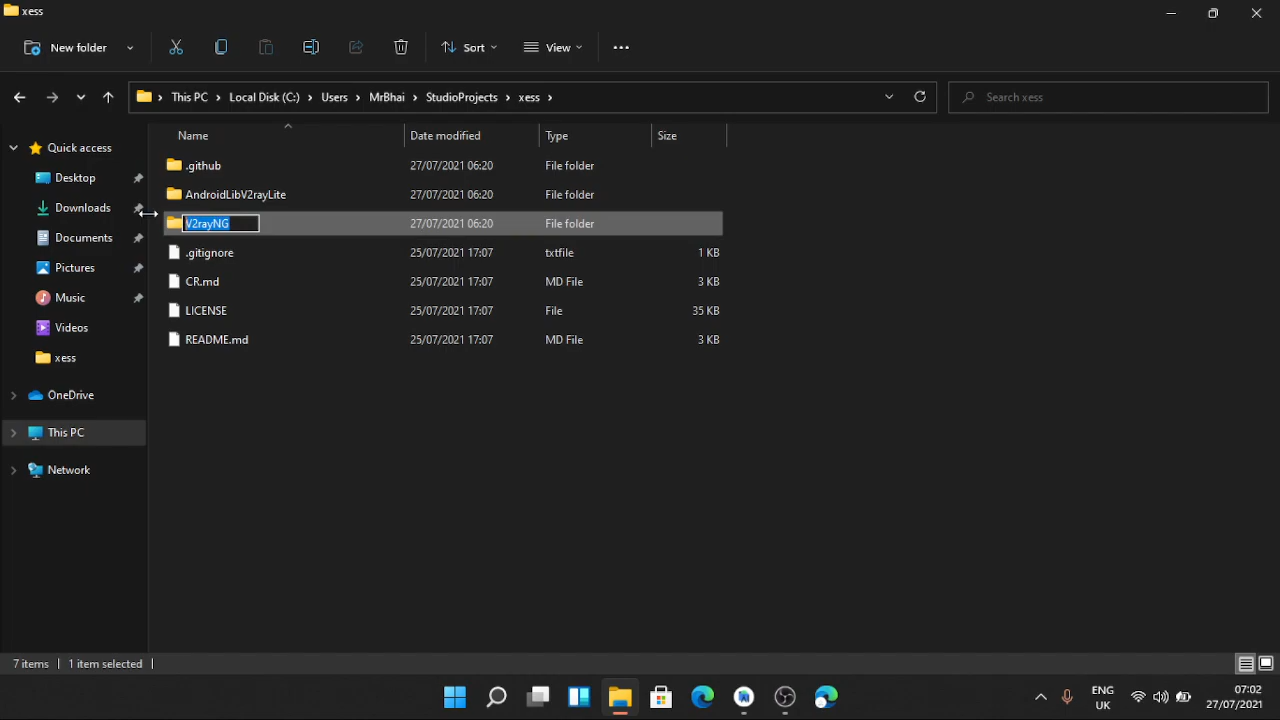 xess
New folder
Sort
View
This PC
Local Disk (C:)
Users
MrBhai
StudioProjects
xess
Search xess
Name
Date modified
Type
Size
Quick access
Desktop
Downloads
Documents
Pictures
Music
Videos
xess
OneDrive
This PC
Network
.github 27/07/2021 06:20 File folder
AndroidLibV2rayLite 27/07/2021 06:20 File folder
V2rayNG 27/07/2021 06:20 File folder
.gitignore 25/07/2021 17:07 txtfile 1 KB
CR.md 25/07/2021 17:07 MD File 3 KB
LICENSE 25/07/2021 17:07 File 35 KB
README.md 25/07/2021 17:07 MD File 3 KB
7 items
1 item selected
ENG
UK
07:02
27/07/2021